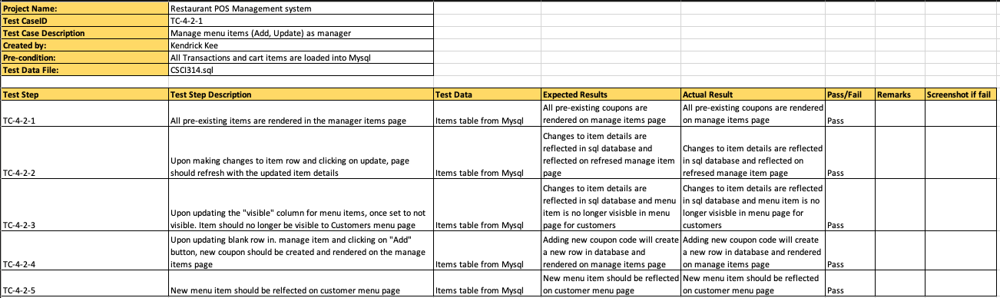 Project Name: Restaurant POS Management system
Test CaseID TC-4-2-1
Test Case Description Manage menu items (Add, Update) as manager
Created by: Kendrick Kee
Pre-condition: All Transactions and cart items are loaded into Mysql
Test Data File: CSCI314.sql
Test Step Test Step Description Test Data Expected Results Actual Result Pass/Fail Remarks Screenshot if fail
TC-4-2-1
All pre-existing items are rendered in the manager items page
Items table from Mysql
All pre-existing coupons are
rendered on manage items page
All pre-existing coupons are rendered
on manage items page
Pass
TC-4-2-2
Upon making changes to item row and clicking on update, page
should refresh with the updated item details
Items table from Mysql
Changes to item details are
reflected in sql database and
reflected on refresed manage item
page
Changes to item details are reflected
in sql database and reflected on
refresed manage item page
Pass
TC-4-2-3
Upon updating the "visible" column for menu items, once set to not
visible. Item should no longer be visible to Customers menu page
Items table from Mysql
Changes to item details are
reflected in sql database and menu
item is no longer visisble in menu
page for customers
Changes to item details are reflected
in sql database and menu item is no
longer visisble in menu page for
customers
Pass
TC-4-2-4
Upon updating blank row in. manage item and clicking on "Add"
button, new coupon should be created and rendered on the manage
items page
Items table from Mysql
Adding new coupon code will create
a new row in database and
rendered on manage items page
Adding new coupon code will create
a new row in database and rendered
on manage items page
Pass
TC-4-2-5
New menu item should be relfected on customer menu page
Items table from Mysql
New menu item should be reflected
on customer menu page
New menu item should be reflected
on customer menu page
Pass